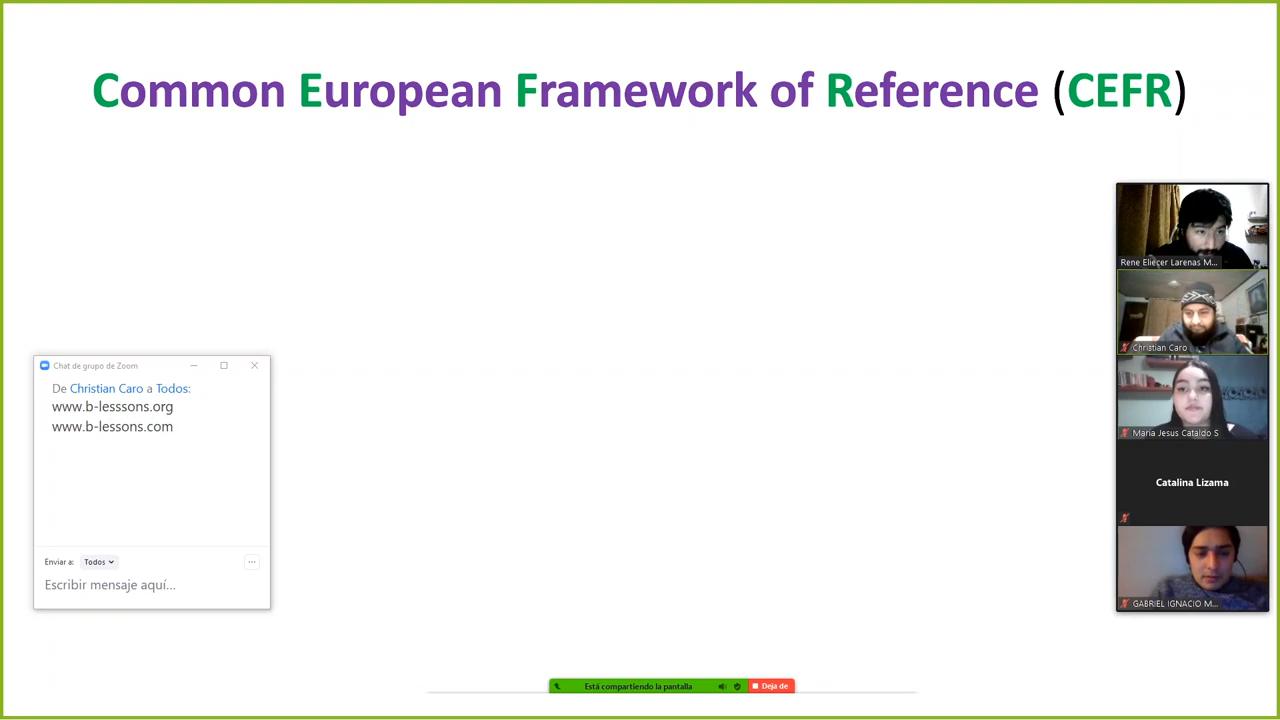 Common European Framework of Reference (CEFR)
Rene Eliecer Larenas M...
Christian Caro
Chat de grupo de Zoom
De Christian Caro a Todos:
www.b-lesssons.org
www.b-lessons.com
Maria Jesus Cataldo S
Catalina Lizama
Enviar a: Todos
Escribir mensaje aquí...
GABRIEL IGNACIO M...
Está compartiendo la pantalla
Deja de